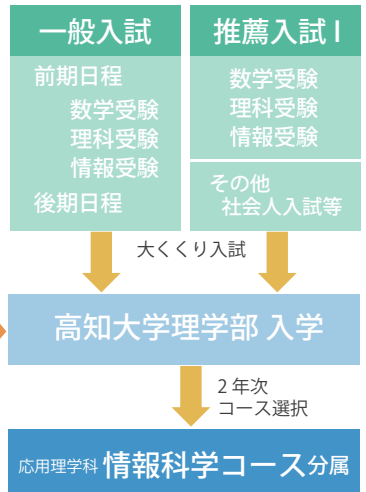 一般入試
前期日程
数学受験
理科受験
情報受験
後期日程
推薦入試 I
数学受験
理科受験
情報受験
その他
社会人入試等
大くくり入試
高知大学理学部 入学
2 年次
コース選択
応用理学科 情報科学コース分属